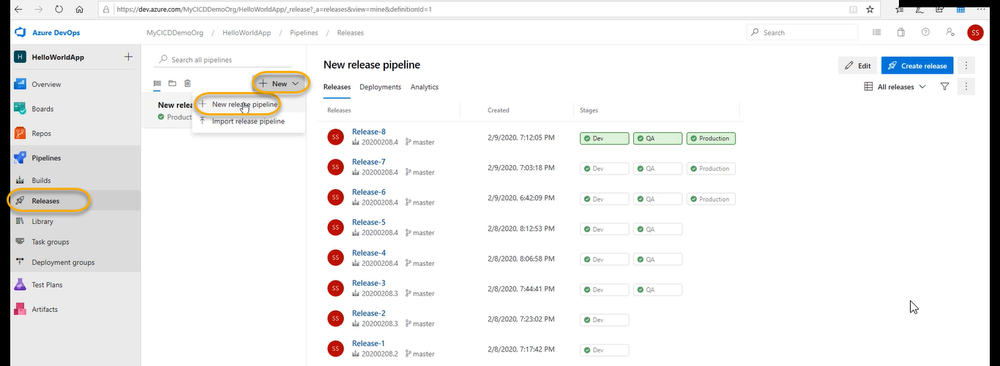 https://dev.azure.com/MyCICDDemoOrg/HelloWorldApp/_release?_a=releases&view=mine&definitionId=1
Azure DevOps
MyCICDDemoOrg / HelloWorldApp / Pipelines / Releases
Search
SS
H HelloWorldApp
Overview
Boards
Repos
Pipelines
Builds
Releases
Library
Task groups
Deployment groups
Test Plans
Artifacts
Search all pipelines
New
New release pipeline
Import release pipeline
New relea
Product
New release pipeline
Edit
Create release
Releases Deployments Analytics
All releases
Releases Created Stages
SS Release-8 2/9/2020, 7:12:05 PM Dev QA Production
20200208.4 master
SS Release-7 2/9/2020, 7:03:18 PM Dev QA Production
20200208.4 master
SS Release-6 2/9/2020, 6:42:09 PM Dev QA Production
20200208.4 master
SS Release-5 2/8/2020, 8:12:53 PM Dev QA
20200208.4 master
SS Release-4 2/8/2020, 8:06:58 PM Dev QA
20200208.4 master
SS Release-3 2/8/2020, 7:44:41 PM Dev QA
20200208.3 master
SS Release-2 2/8/2020, 7:23:02 PM Dev
20200208.3 master
SS Release-1 2/8/2020, 7:17:42 PM Dev
20200208.2 master